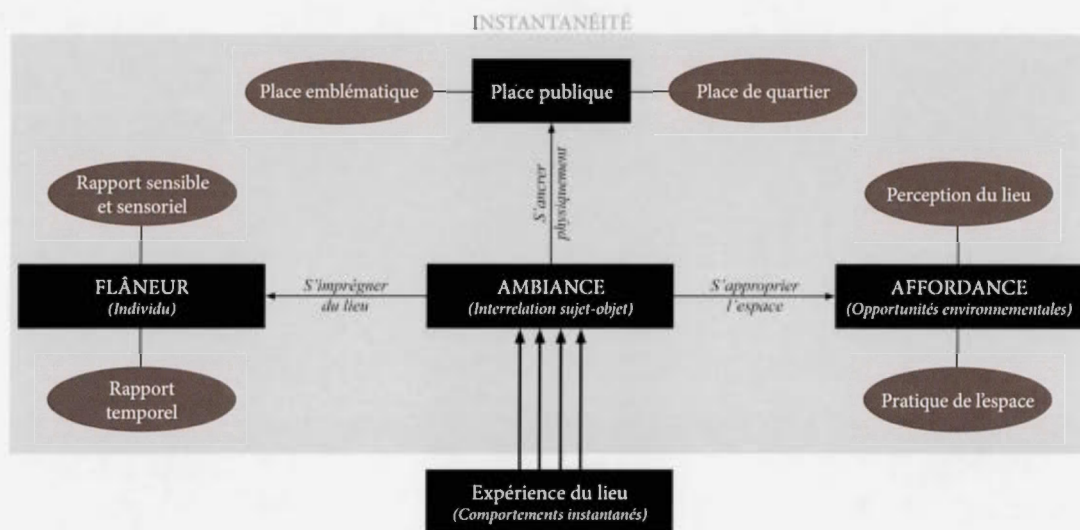 INSTANTANÉITÉ
Place emblématique
Place publique
Place de quartier
S'ancrer
physiquement
Rapport sensible
et sensoriel
Perception du lieu
FLÂNEUR
(Individu)
S'imprégner
du lieu
AMBIANCE
(Interrelation sujet-objet)
S'approprier
l'espace
AFFORDANCE
(Opportunités environnementales)
Rapport
temporel
Pratique de l'espace
Expérience du lieu
(Comportements instantanés)